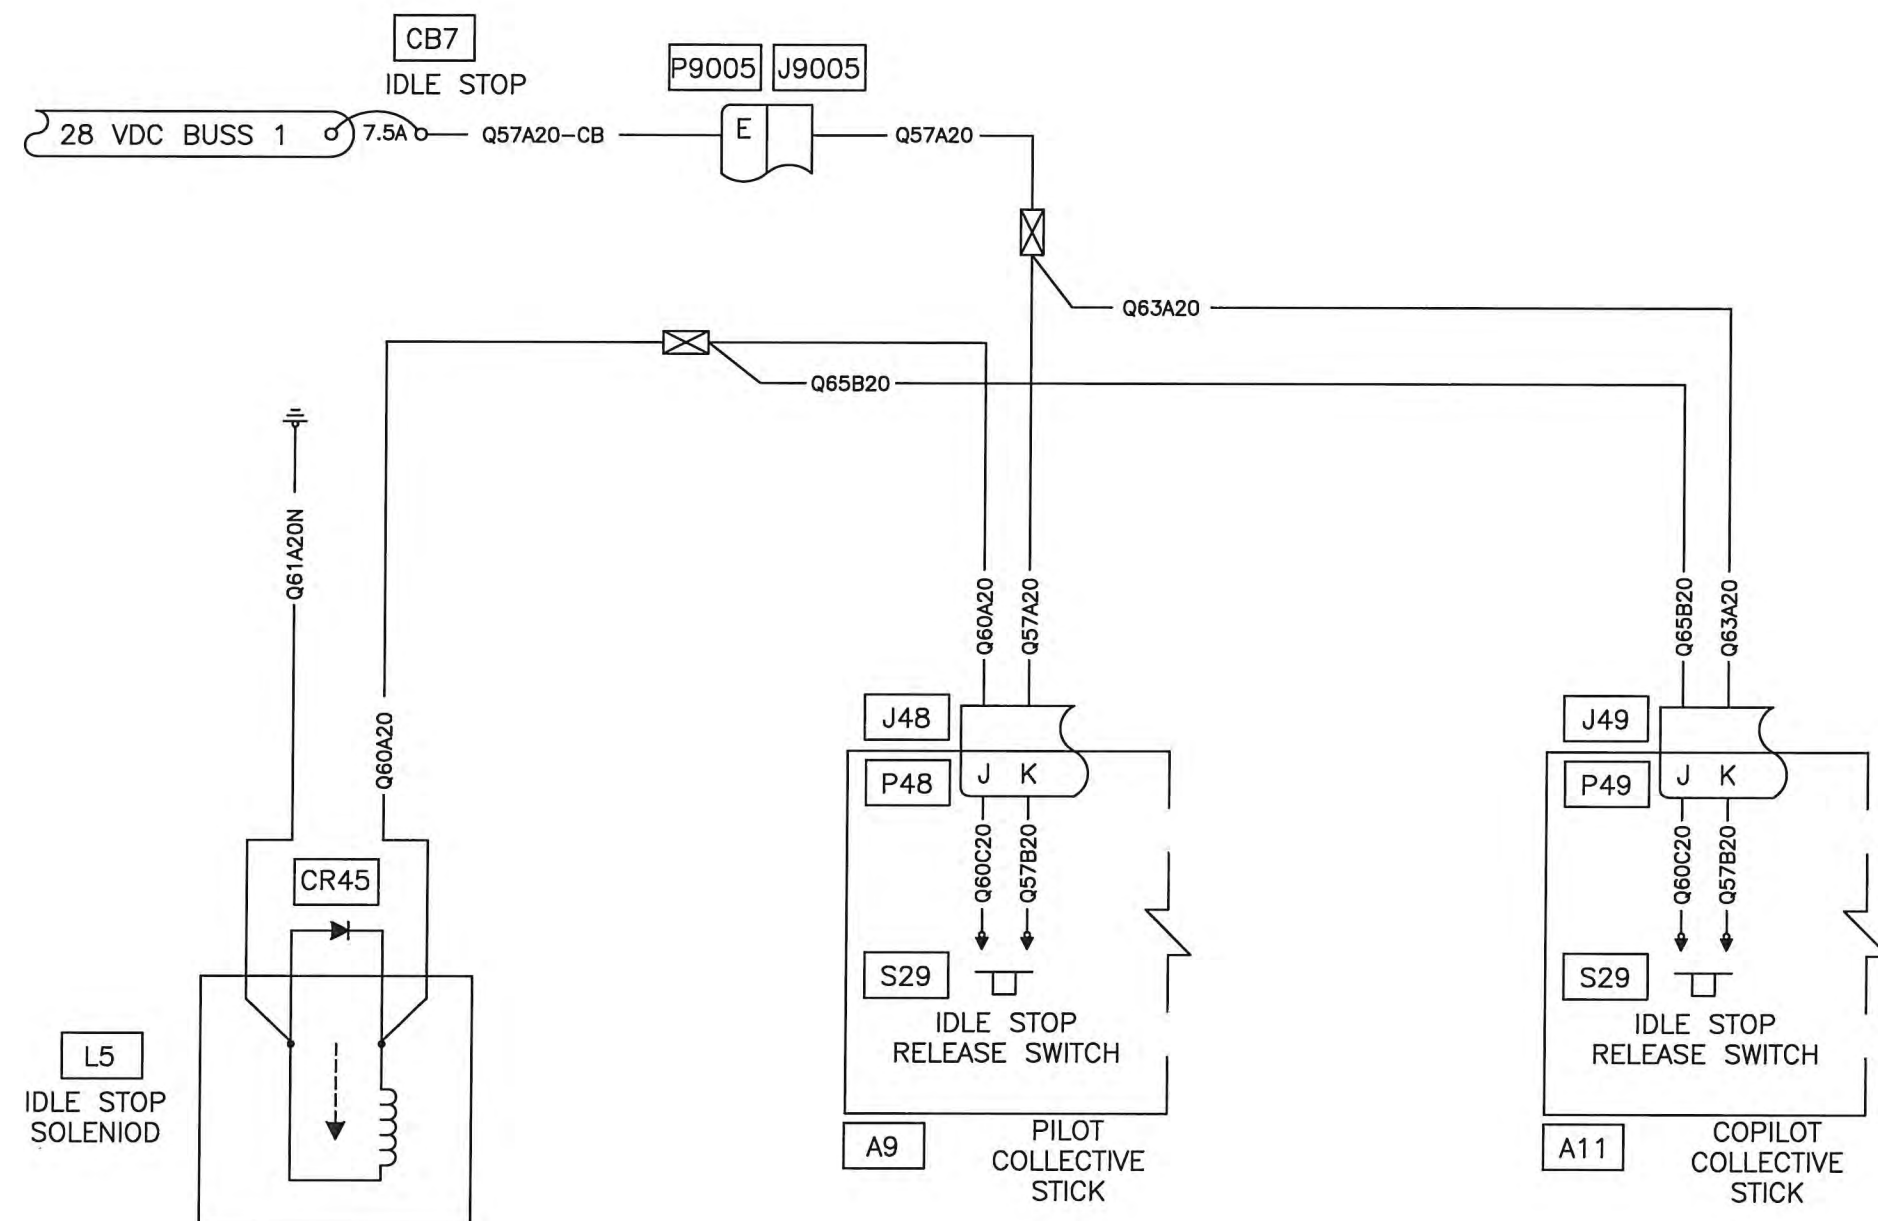 CB7
IDLE STOP
P9005
J9005
28 VDC BUSS 1
7.5A
Q57A20-CB
E
Q57A20
Q63A20
Q65B20
Q61A20N
Q60A20
Q60A20
Q57A20
Q65B20
Q63A20
J48
P48
J K
Q60C20
Q57B20
S29
IDLE STOP
RELEASE SWITCH
A9
PILOT
COLLECTIVE
STICK
J49
P49
J K
Q60C20
Q57B20
S29
IDLE STOP
RELEASE SWITCH
A11
COPILOT
COLLECTIVE
STICK
CR45
L5
IDLE STOP
SOLENIOD